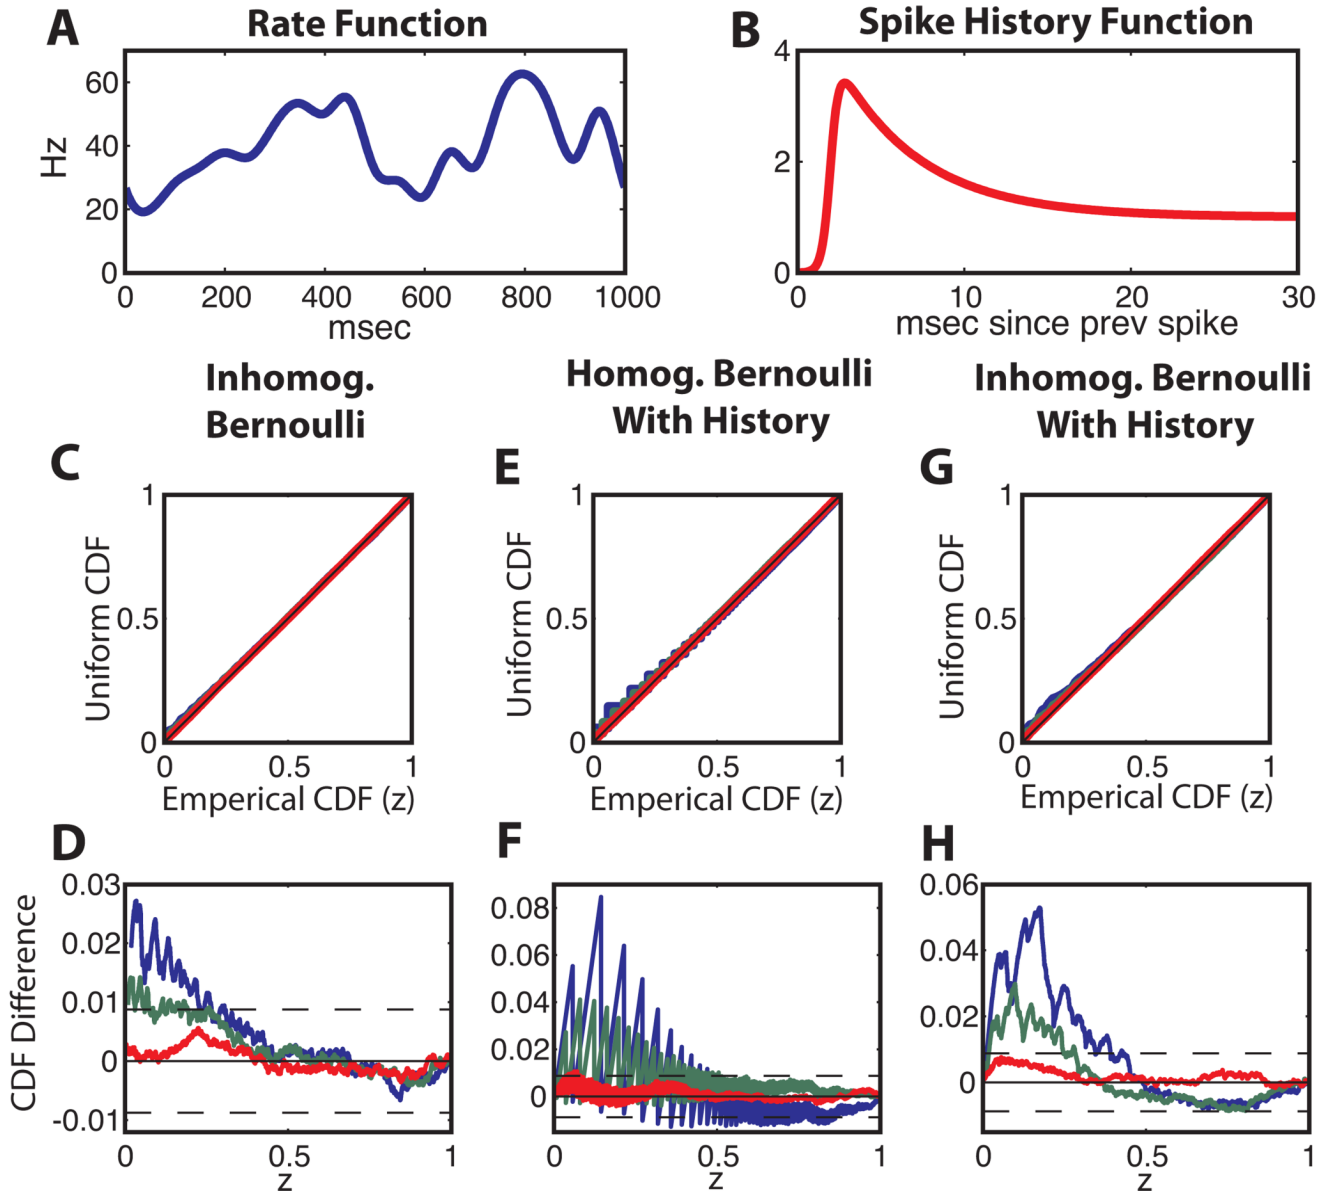 A Rate Function
B Spike History Function
Hz
60
40
20
0
0 200 400 600 800 1000
msec
4
2
0
0 10 20 30
msec since prev spike
Inhomog.
Bernoulli
Homog. Bernoulli
With History
Inhomog. Bernoulli
With History
C
Uniform CDF
1
0.5
0
0 0.5 1
Emperical CDF (z)
E
Uniform CDF
1
0.5
0
0 0.5 1
Emperical CDF (z)
G
Uniform CDF
1
0.5
0
0 0.5 1
Emperical CDF (z)
D
CDF Difference
0.03
0.02
0.01
0
-0.01
0 0.5 1
z
F
0.08
0.06
0.04
0.02
0
0 0.5 1
z
H
0.06
0.04
0.02
0
0 0.5 1
z